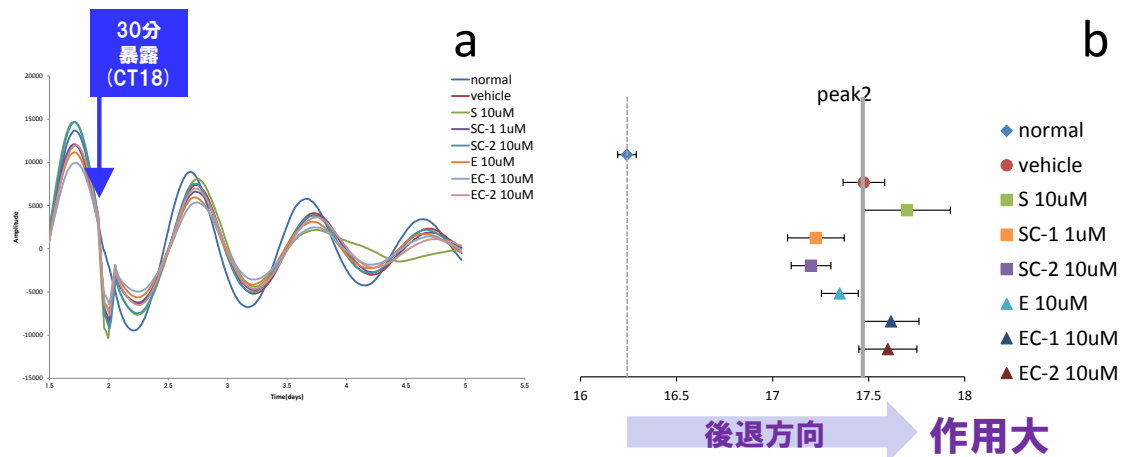 30分
暴露
(CT18)
a
20000
15000
10000
5000
0
-5000
-10000
-15000
Amplitude
1.5
2
2.5
3
3.5
4
4.5
5
5.5
Time(days)
normal
vehicle
S 10uM
SC-1 1uM
SC-2 10uM
E 10uM
EC-1 10uM
EC-2 10uM
b
peak2
normal
vehicle
S 10uM
SC-1 1uM
SC-2 10uM
E 10uM
EC-1 10uM
EC-2 10uM
16
16.5
17
17.5
18
後退方向
作用大